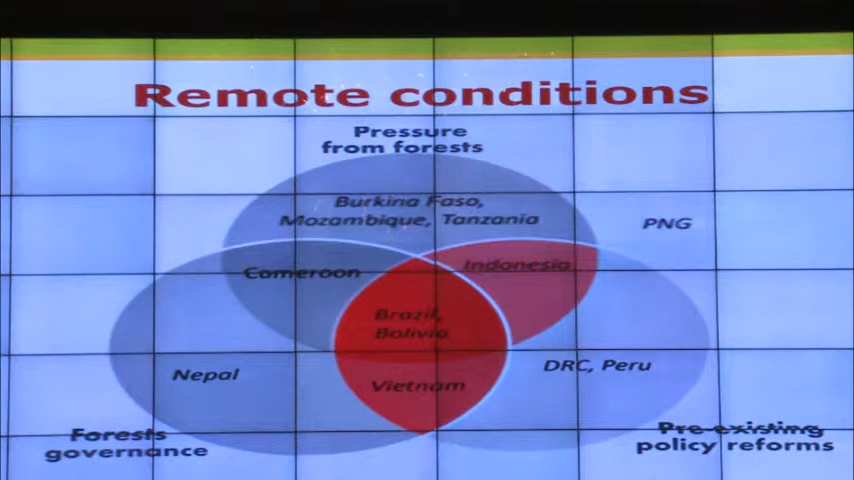 Remote conditions
Pressure
from forests
Burkina Faso,
Mozambique, Tanzania
PNG
Cameroon
Indonesia
Brazil,
Bolivia
Nepal
DRC, Peru
Vietnam
Forests
governance
Pre-existing
policy reforms